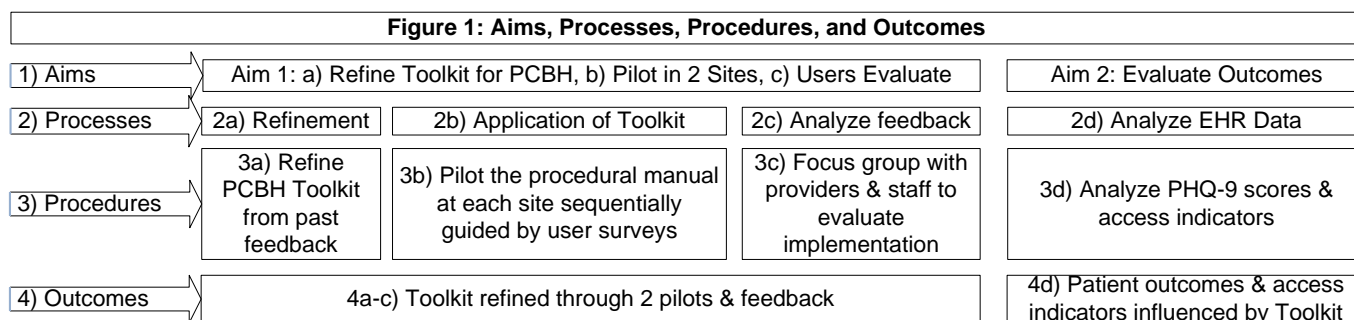 Figure 1: Aims, Processes, Procedures, and Outcomes
1) Aims
Aim 1: a) Refine Toolkit for PCBH, b) Pilot in 2 Sites, c) Users Evaluate
Aim 2: Evaluate Outcomes
2) Processes
2a) Refinement
2b) Application of Toolkit
2c) Analyze feedback
2d) Analyze EHR Data
3) Procedures
3a) Refine
PCBH Toolkit
from past
feedback
3b) Pilot the procedural manual
at each site sequentially
guided by user surveys
3c) Focus group with
providers & staff to
evaluate
implementation
3d) Analyze PHQ-9 scores &
access indicators
4) Outcomes
4a-c) Toolkit refined through 2 pilots & feedback
4d) Patient outcomes & access
indicators influenced by Toolkit